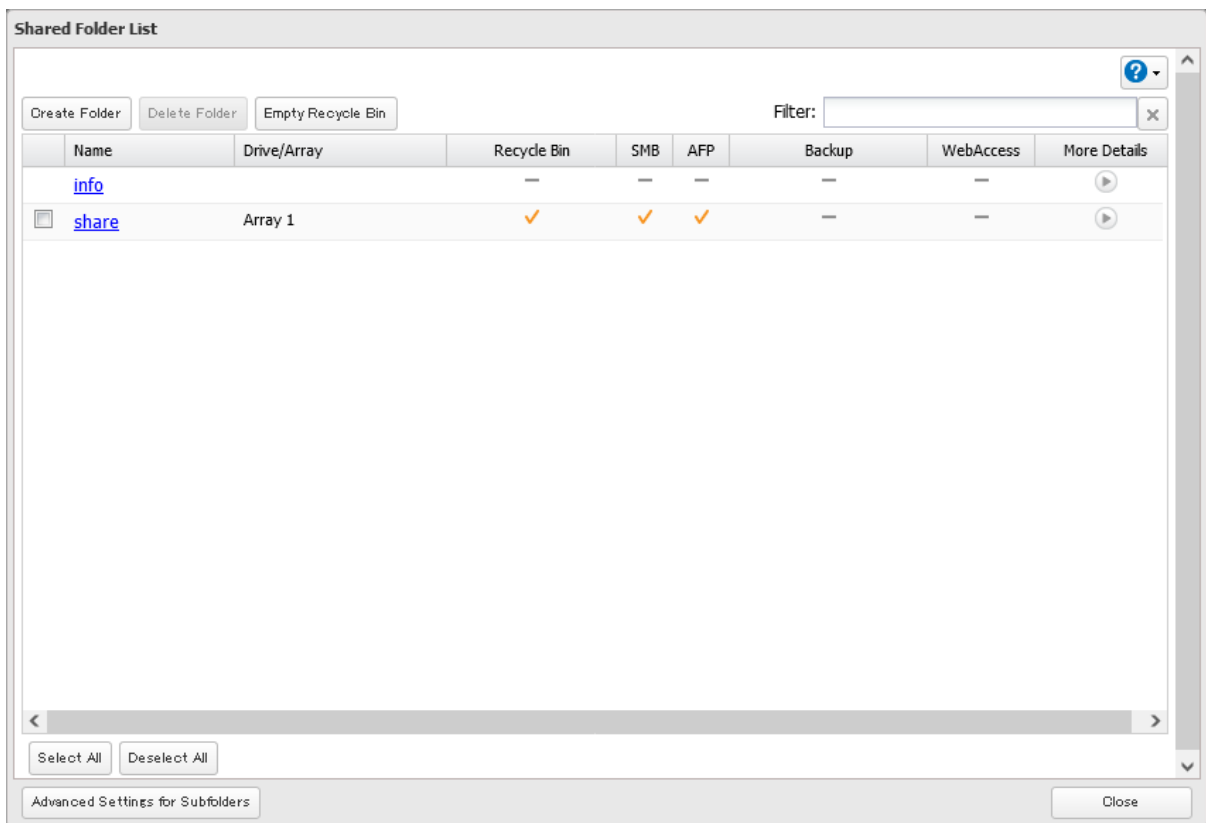 Shared Folder List
?
Create Folder Delete Folder Empty Recycle Bin Filter:
Name Drive/Array Recycle Bin SMB AFP Backup WebAccess More Details
info
share Array 1
Select All Deselect All
Advanced Settings for Subfolders Close